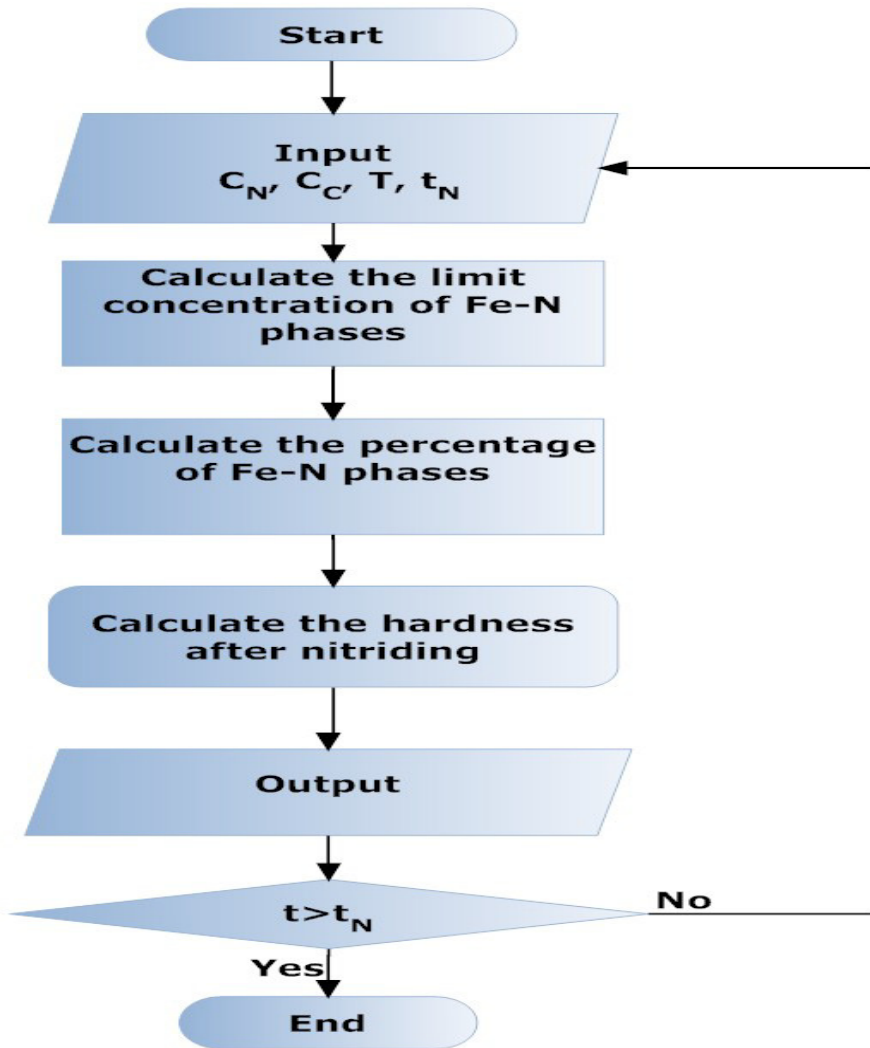 Start
Input
C_N, C_C, T, t_N
Calculate the limit
concentration of Fe-N
phases
Calculate the percentage
of Fe-N phases
Calculate the hardness
after nitriding
Output
t>t_N
No
Yes
End